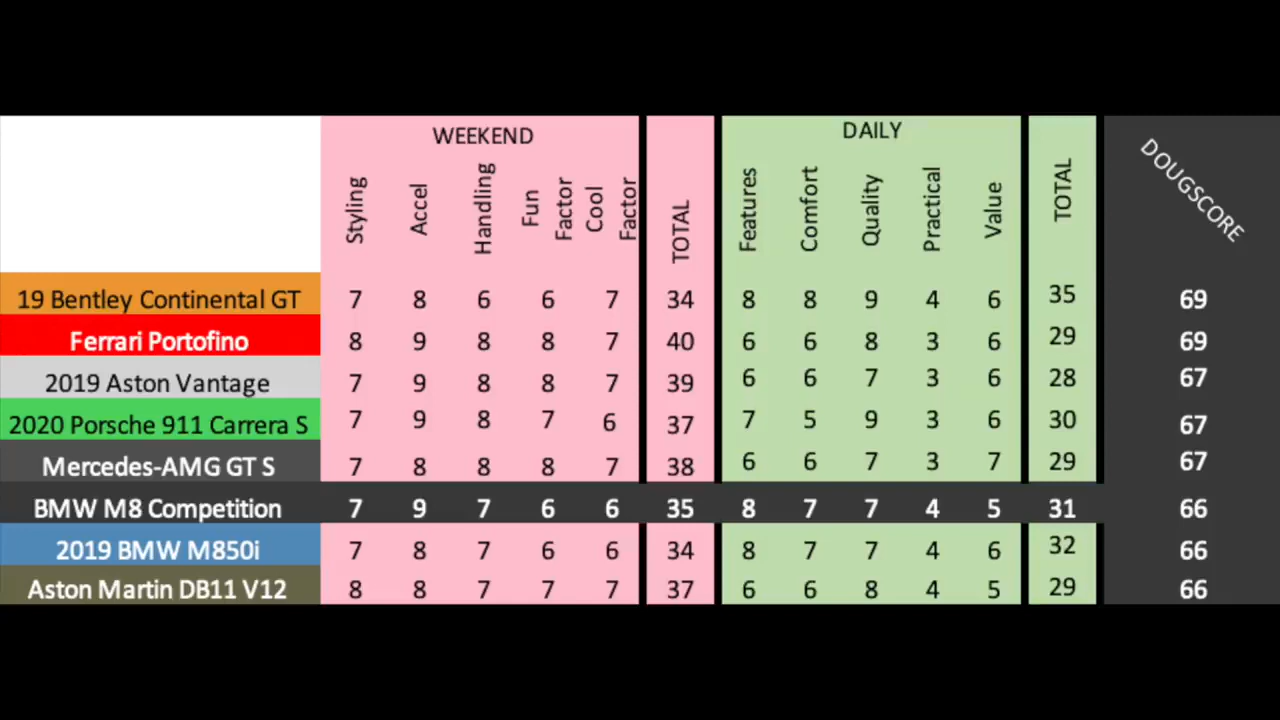 WEEKEND DAILY
Styling Accel Handling Fun Factor Cool Factor TOTAL Features Comfort Quality Practical Value TOTAL DOUGSCORE
19 Bentley Continental GT 7 8 6 6 7 34 8 8 9 4 6 35 69
Ferrari Portofino 8 9 8 8 7 40 6 6 8 3 6 29 69
2019 Aston Vantage 7 9 8 8 7 39 6 6 7 3 6 28 67
2020 Porsche 911 Carrera S 7 9 8 7 6 37 7 5 9 3 6 30 67
Mercedes-AMG GT S 7 8 8 8 7 38 6 6 7 3 7 29 67
BMW M8 Competition 7 9 7 6 6 35 8 7 7 4 5 31 66
2019 BMW M850i 7 8 7 6 6 34 8 7 7 4 6 32 66
Aston Martin DB11 V12 8 8 7 7 7 37 6 6 8 4 5 29 66